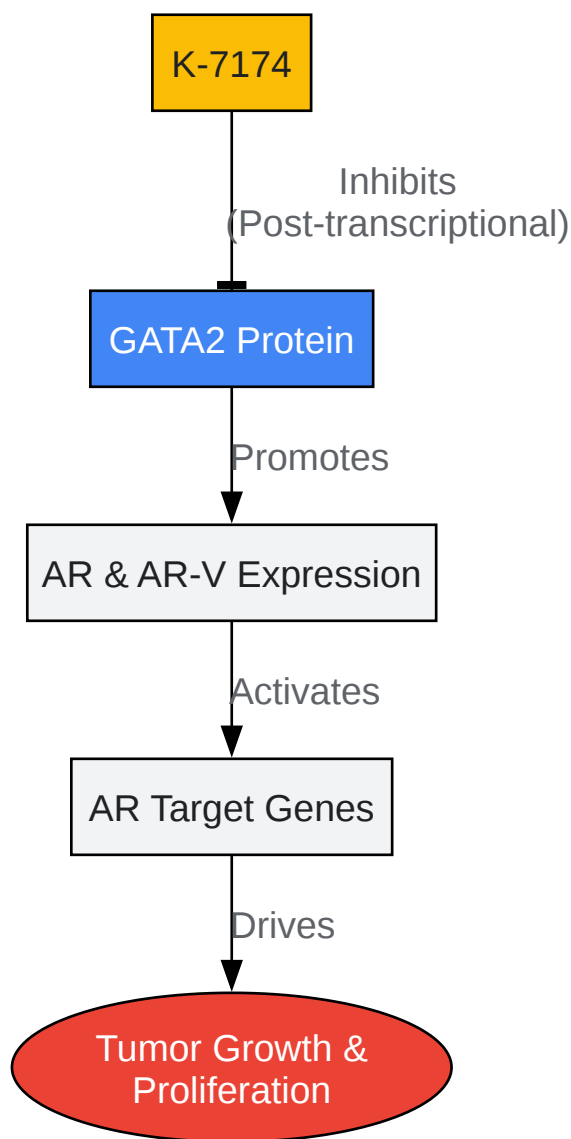 K-7174
Inhibits
(Post-transcriptional)
GATA2 Protein
Promotes
AR & AR-V Expression
Activates
AR Target Genes
Drives
Tumor Growth &
Proliferation